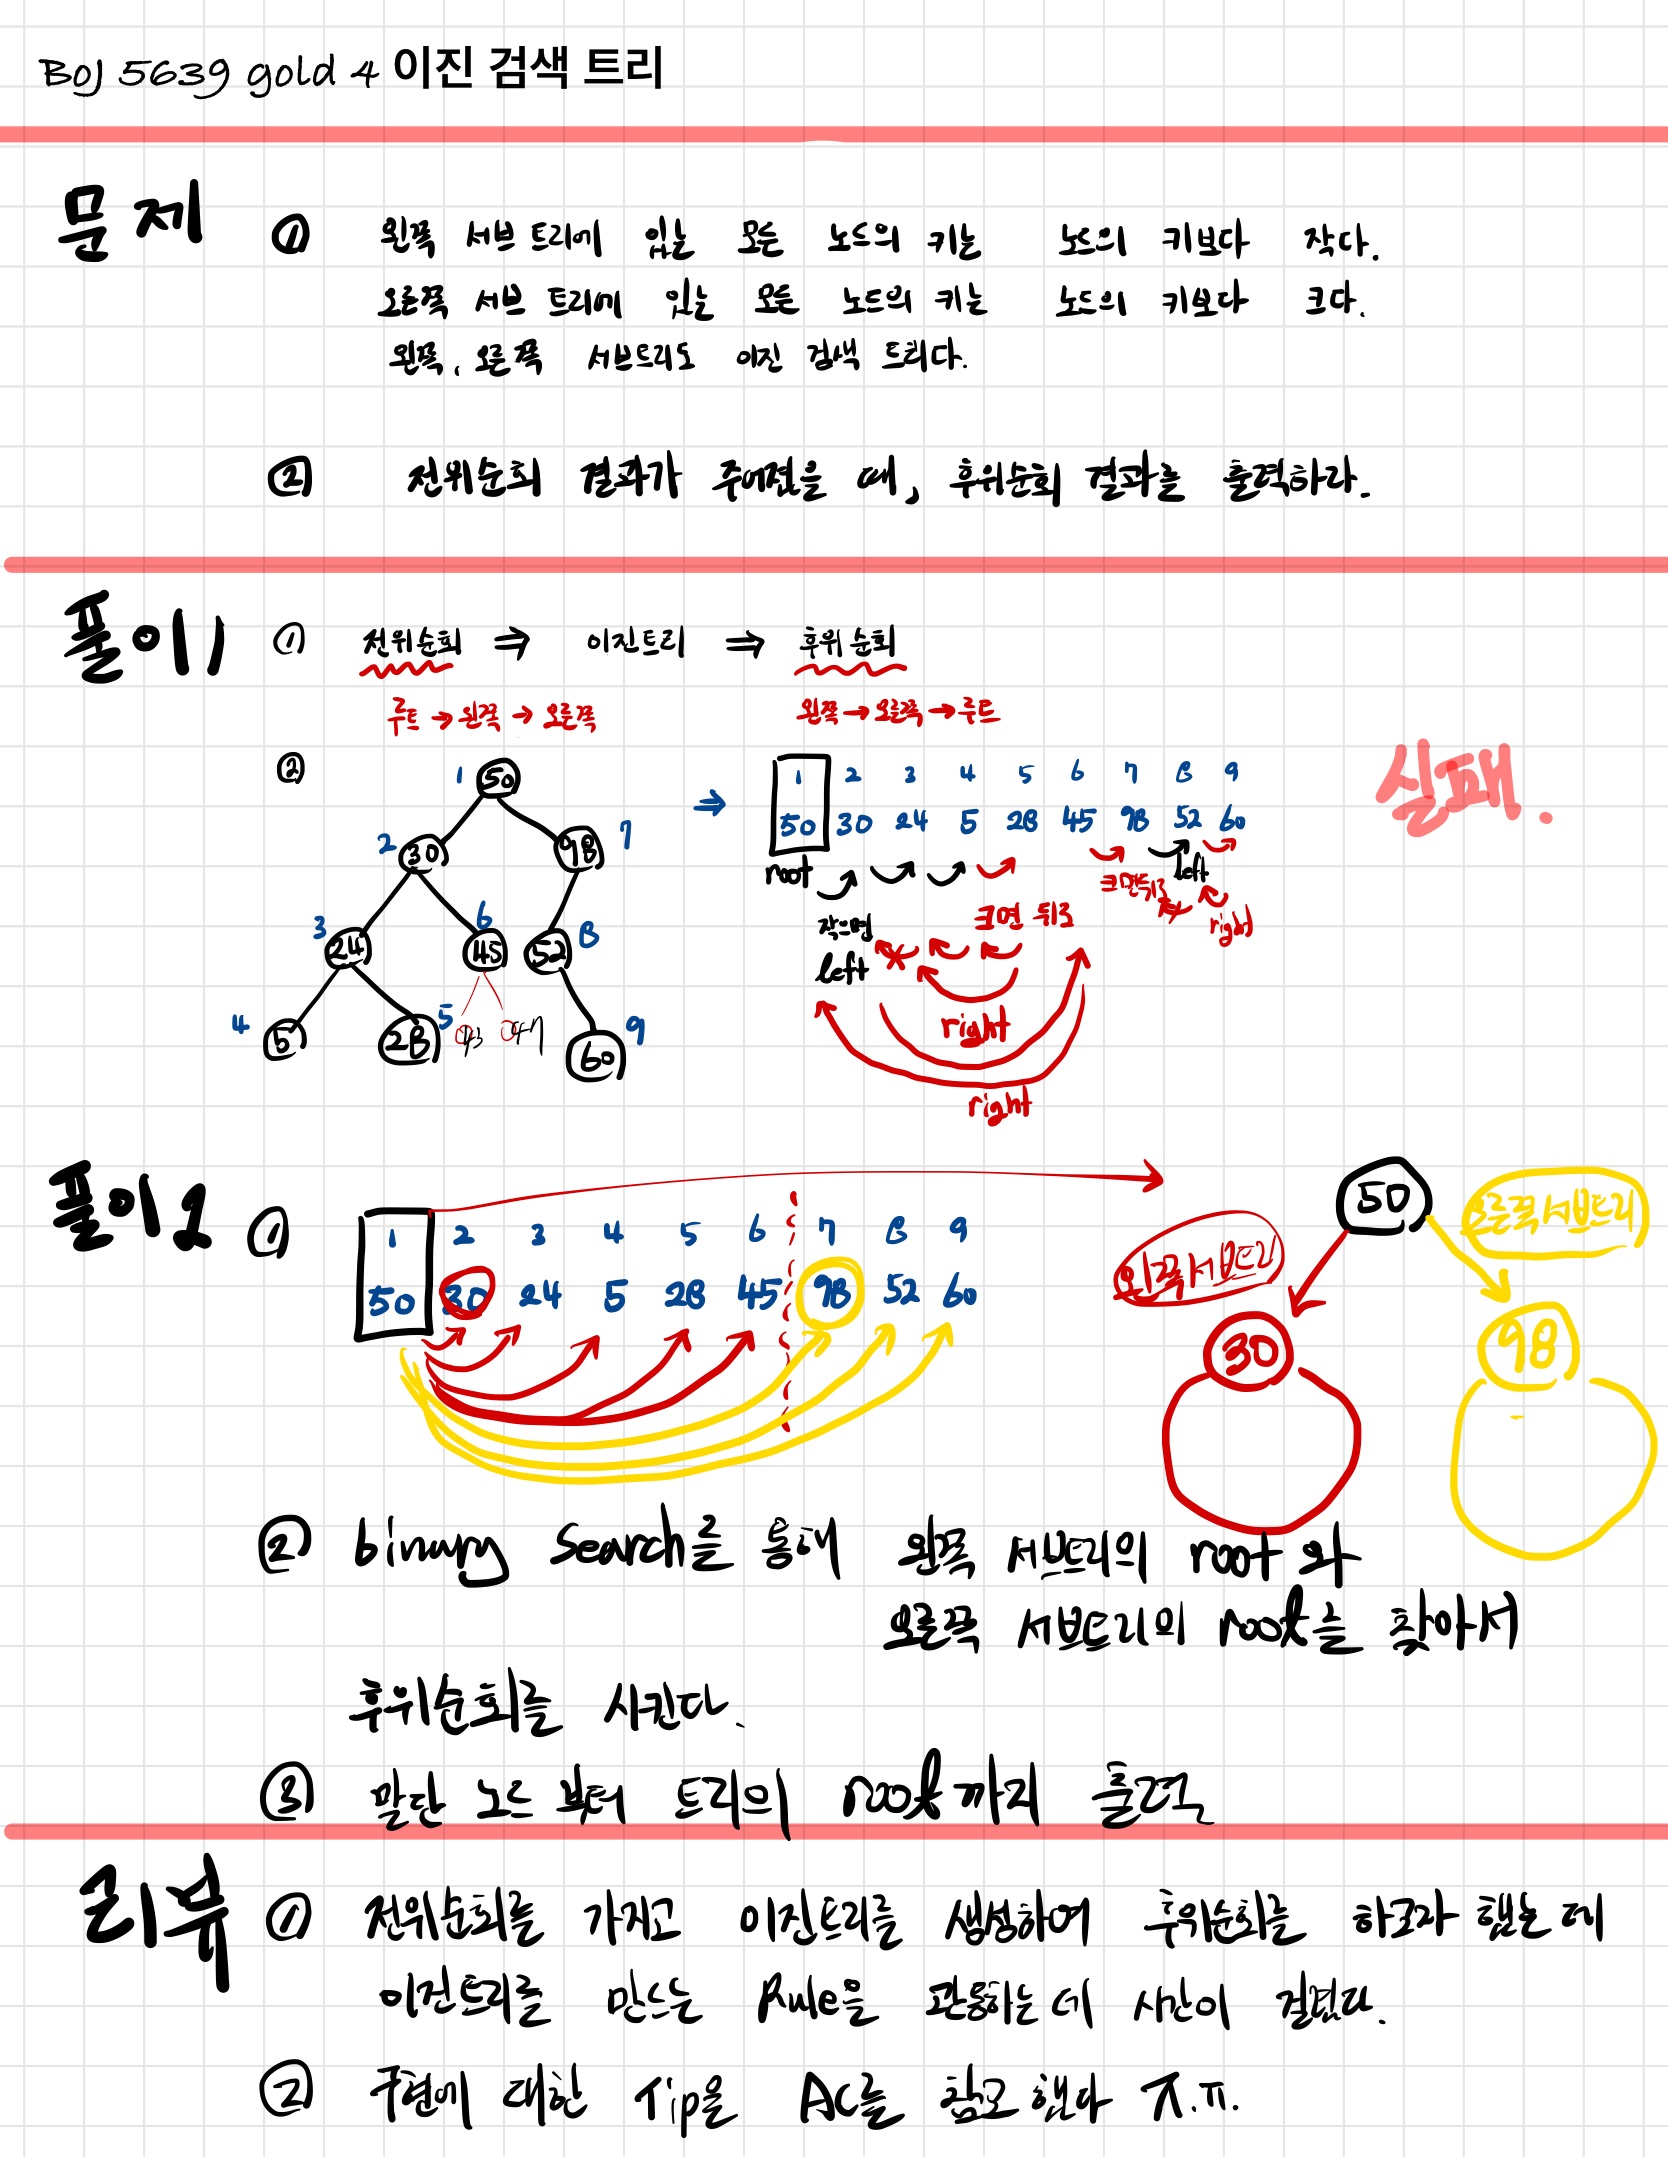 BOJ 5639 gold 4 이진 검색 트리
문제
① 왼쪽 서브 트리에 있는 모든 노드의 키는 노드의 키보다 작다.
오른쪽 서브 트리에 있는 모든 노드의 키는 노드의 키보다 크다.
왼쪽, 오른쪽 서브트리도 이진 검색 트리다.
② 전위순회 결과가 주어졌을 때, 후위순회 결과를 출력하라.
풀이1
① 전위순회 ⇒ 이진트리 ⇒ 후위순회
루트 → 왼쪽 → 오른쪽
왼쪽 → 오른쪽 → 루트
②
1 50
2 30
98 7
3 24
6 45
52 8
4 5
28 5
43
47
60 9
⇒
1 2 3 4 5 6 7 8 9
50 30 24 5 28 45 98 52 60
실패.
root
left
크면 뒤로
right
작으면
left
크면 뒤로
right
right
풀이2
① 1 2 3 4 5 6 7 8 9
50 30 24 5 28 45 98 52 60
50
왼쪽 서브트리
오른쪽 서브트리
30
98
② binary search를 통해 왼쪽 서브트리의 root와
오른쪽 서브트리의 root를 찾아서
후위순회를 시킨다.
③ 말단 노드 부터 트리의 root까지 출력
리뷰
① 전위순회를 가지고 이진트리를 생성하여 후위순회를 하고자 했는데
이진트리를 만드는 Rule을 적용하는데 시간이 걸렸다.
② 구현에 대한 Tip을 AC를 참고했다 ㅠ.ㅠ.